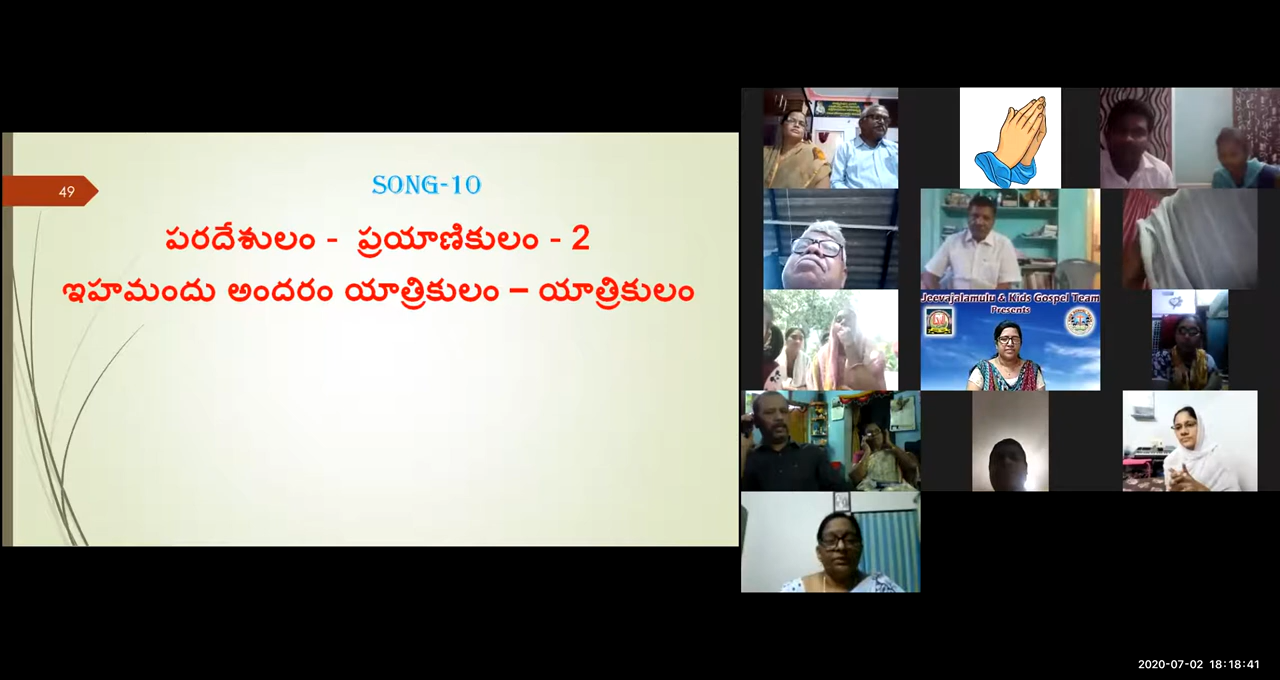 49
SONG-10
పరదేశులం - ప్రయాణికులం - 2
ఇహమందు అందరం యాత్రికులం – యాత్రికులం
Jeevajalamulu & Kids Gospel Team
Presents
2020-07-02 18:18:41